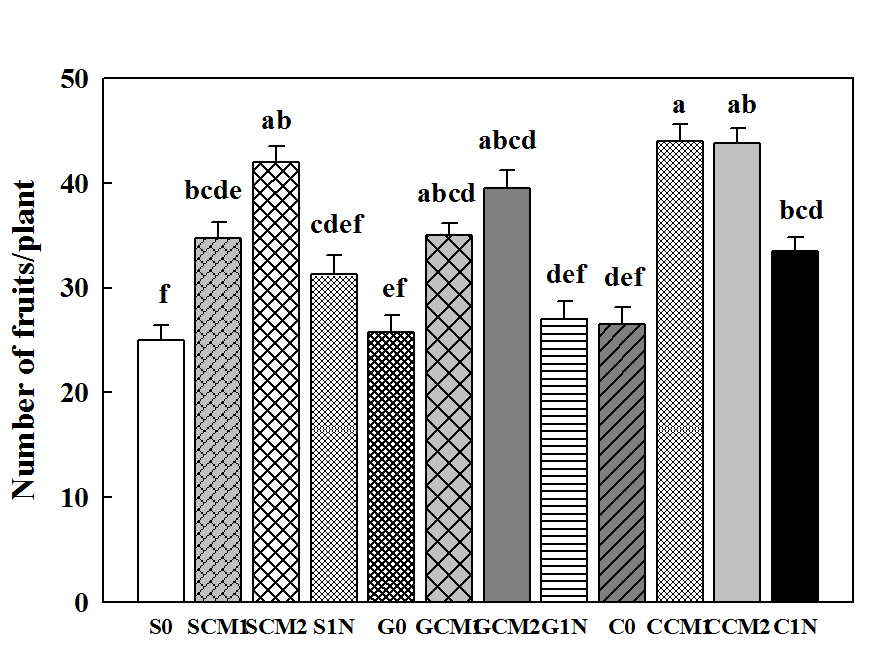 Number of fruits/plant
50
40
30
20
10
0
f
bcde
ab
cdef
ef
abcd
abcd
def
def
a
ab
bcd
S0 SCM1 SCM2 S1N G0 GCM1 GCM2 G1N C0 CCM1 CCM2 C1N